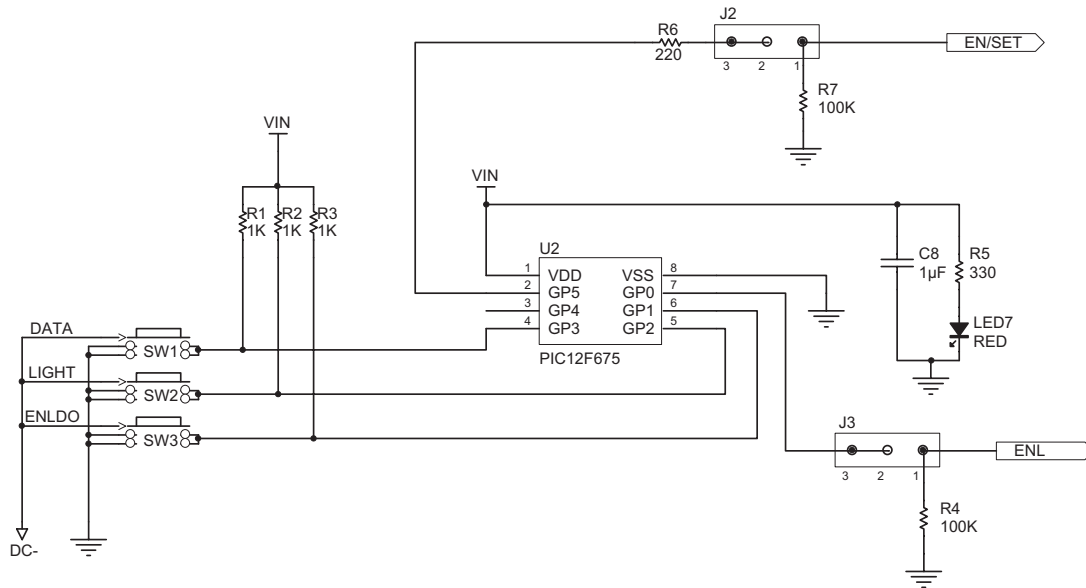 J2
R6
220
3 2 1
EN/SET
R7
100K
VIN
VIN
R1
1K
R2
1K
R3
1K
U2
C8
1µF
R5
330
1 VDD VSS 8
2 GP5 GP0 7
3 GP4 GP1 6
4 GP3 GP2 5
PIC12F675
LED7
RED
DATA
SW1
LIGHT
SW2
ENLDO
SW3
J3
3 2 1
ENL
R4
100K
DC-